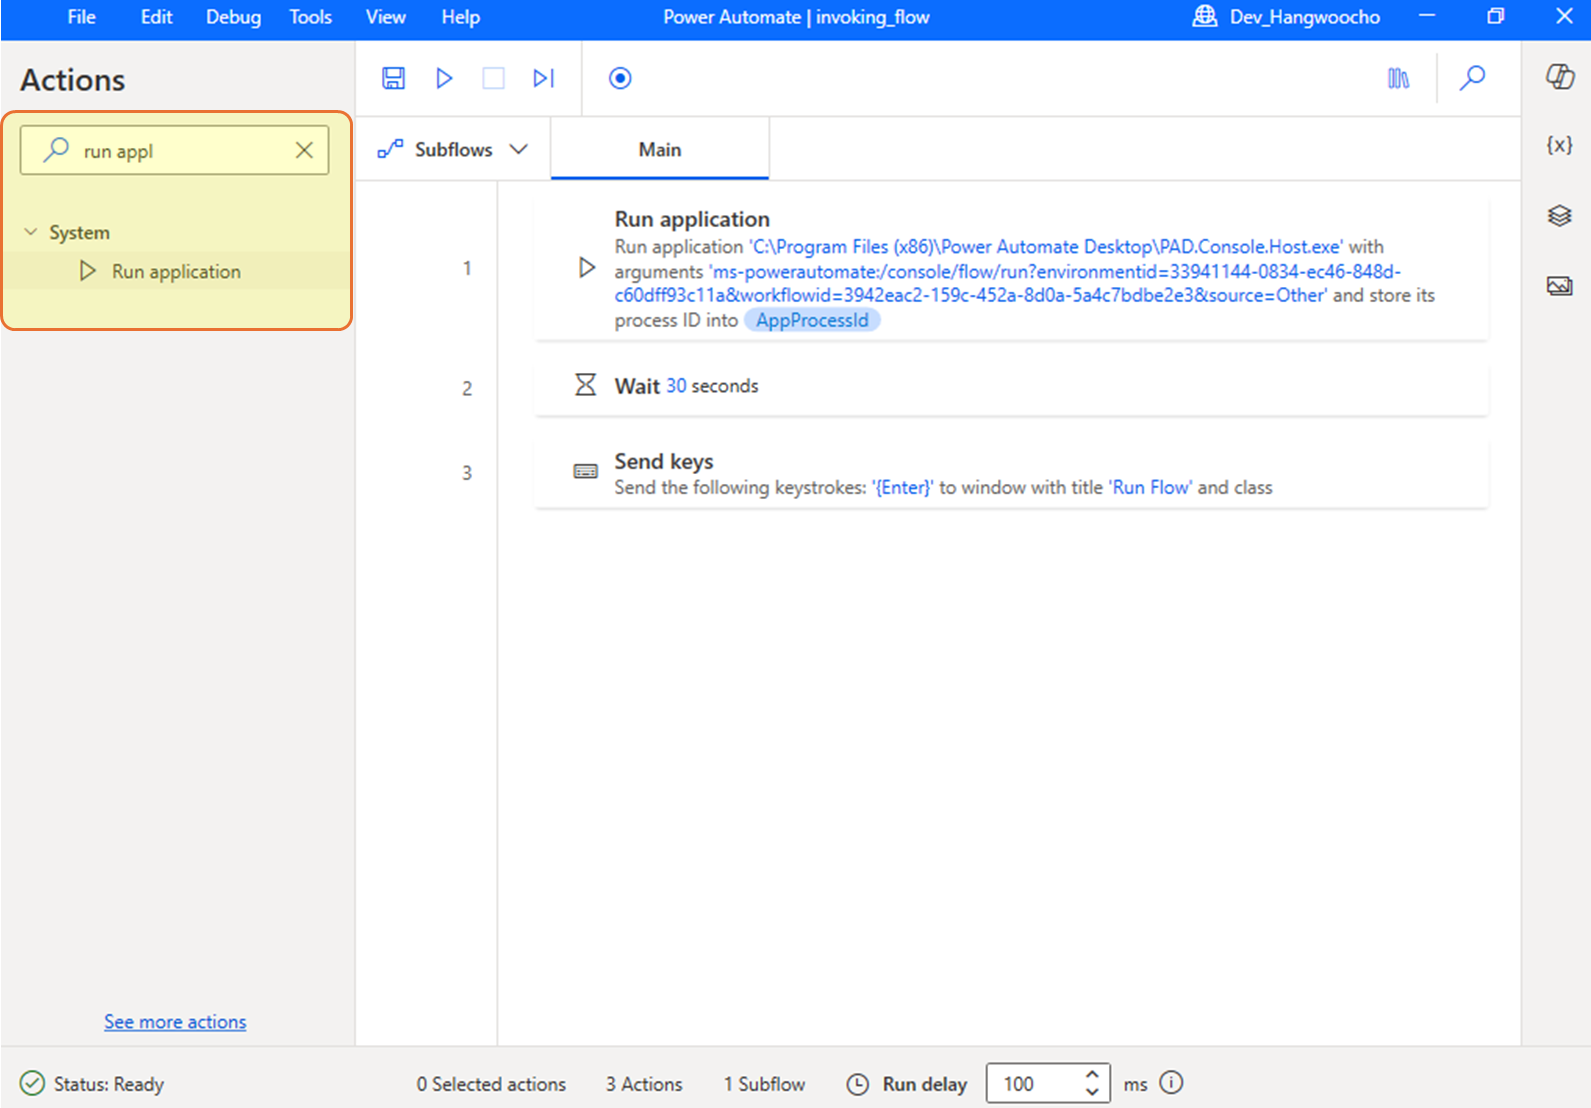 File Edit Debug Tools View Help Power Automate | invoking_flow Dev_Hangwoocho
Actions
run appl
System
Run application
See more actions
Subflows Main
{x}
1
Run application
Run application 'C:\Program Files (x86)\Power Automate Desktop\PAD.Console.Host.exe' with
arguments 'ms-powerautomate:/console/flow/run?environmentid=33941144-0834-ec46-848d-
c60dff93c11a&workflowid=3942eac2-159c-452a-8d0a-5a4c7bdbe2e3&source=Other' and store its
process ID into AppProcessId
2
Wait 30 seconds
3
Send keys
Send the following keystrokes: '{Enter}' to window with title 'Run Flow' and class
Status: Ready 0 Selected actions 3 Actions 1 Subflow Run delay 100 ms